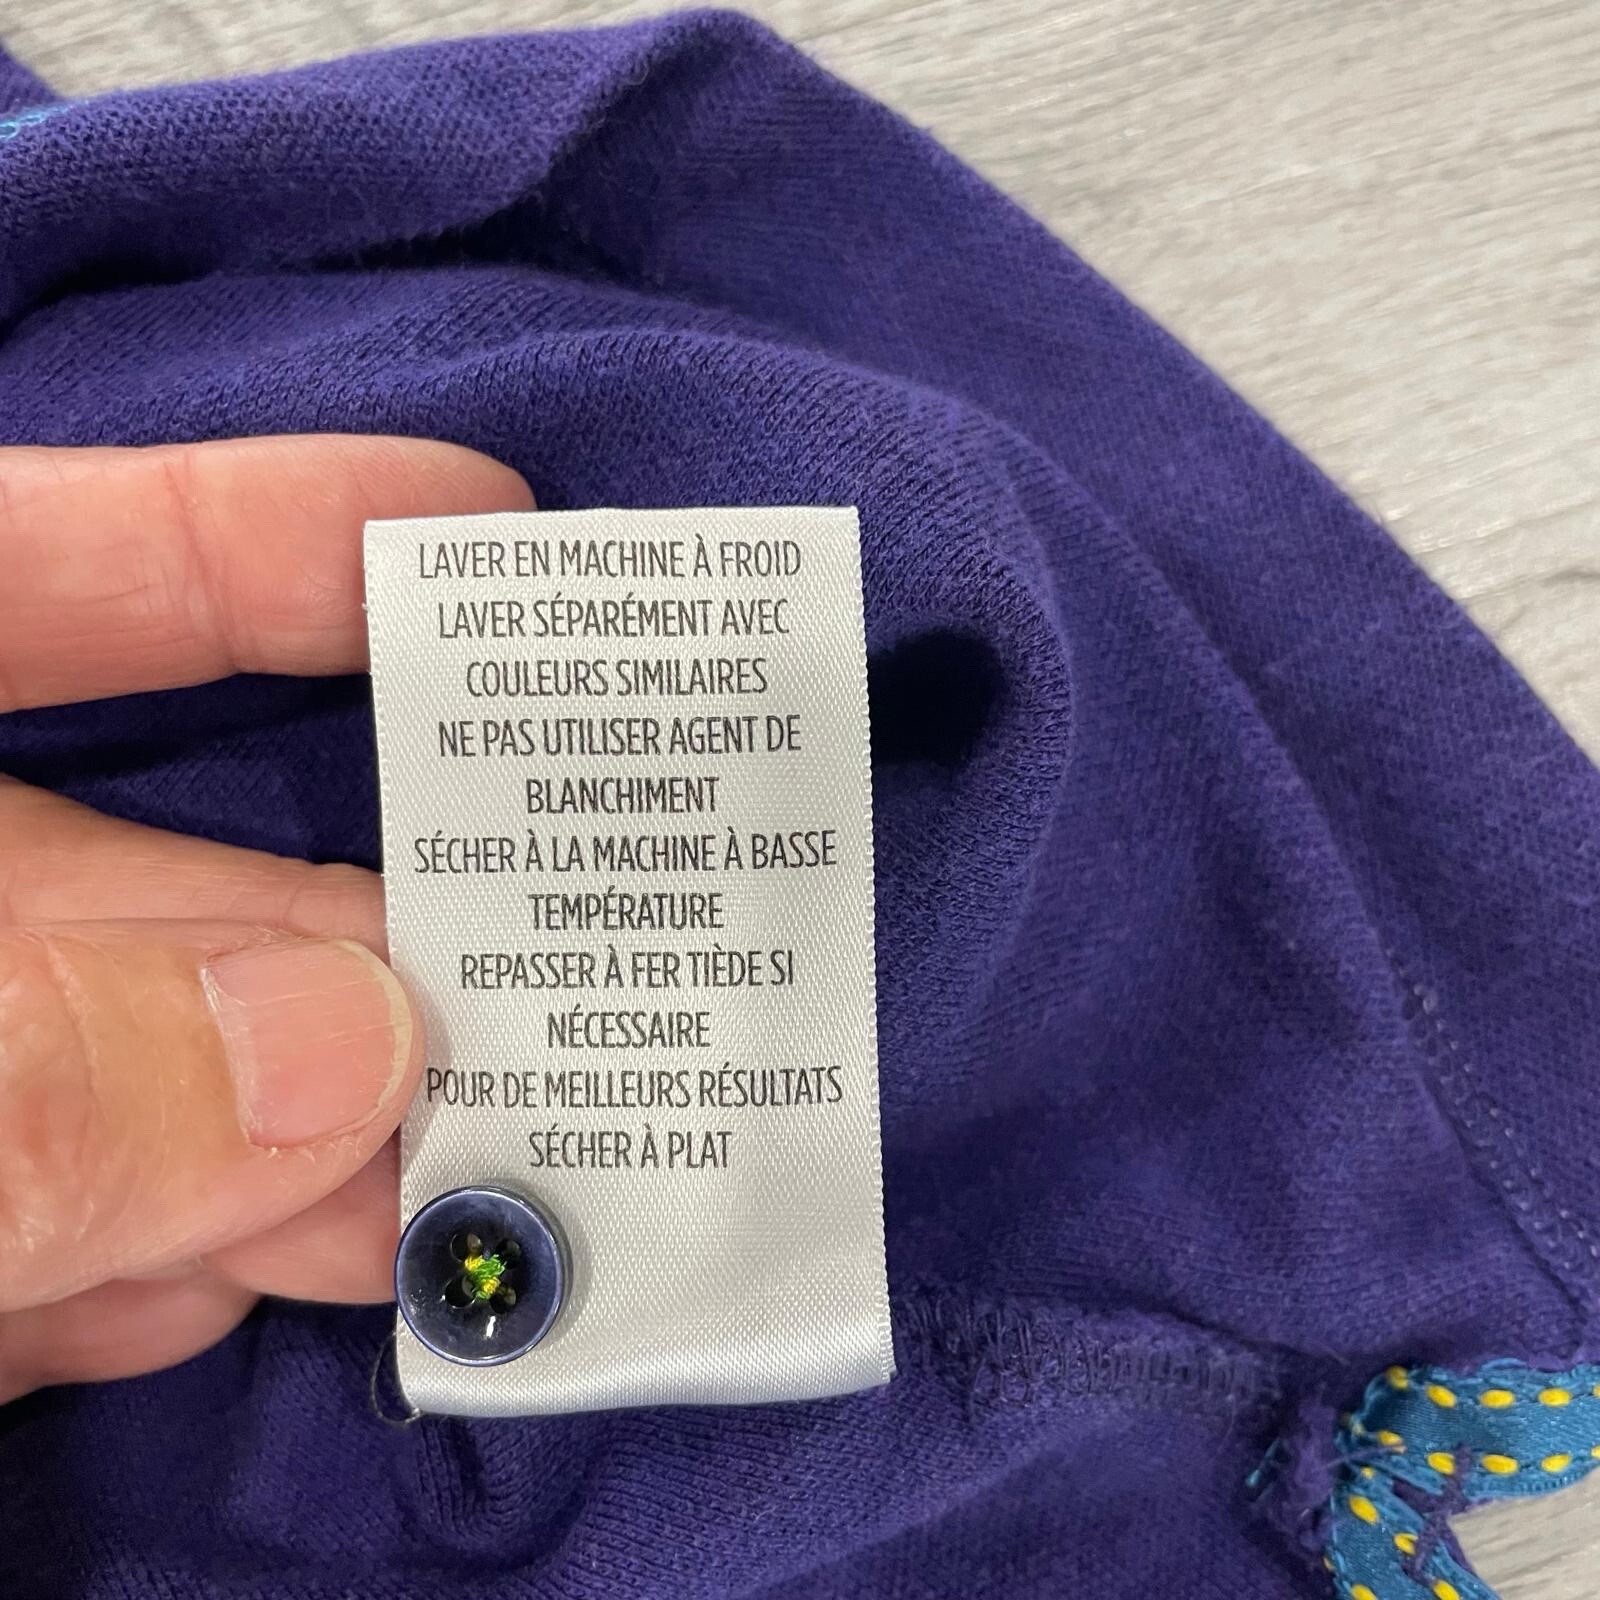 LAVER EN MACHINE À FROID
LAVER SÉPARÉMENT AVEC
COULEURS SIMILAIRES
NE PAS UTILISER AGENT DE
BLANCHIMENT
SÉCHER À LA MACHINE À BASSE
TEMPÉRATURE
REPASSER À FER TIÈDE SI
NÉCESSAIRE
POUR DE MEILLEURS RÉSULTATS
SÉCHER À PLAT